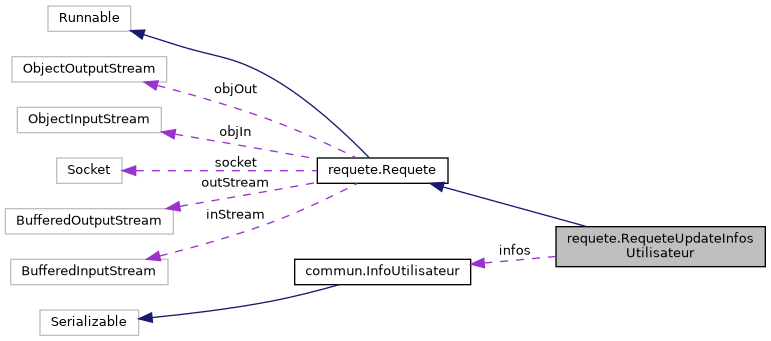 Runnable
ObjectOutputStream
objOut
ObjectInputStream
objIn
Socket
socket
requete.Requete
outStream
BufferedOutputStream
inStream
requete.RequeteUpdateInfos
Utilisateur
infos
BufferedInputStream
commun.InfoUtilisateur
Serializable